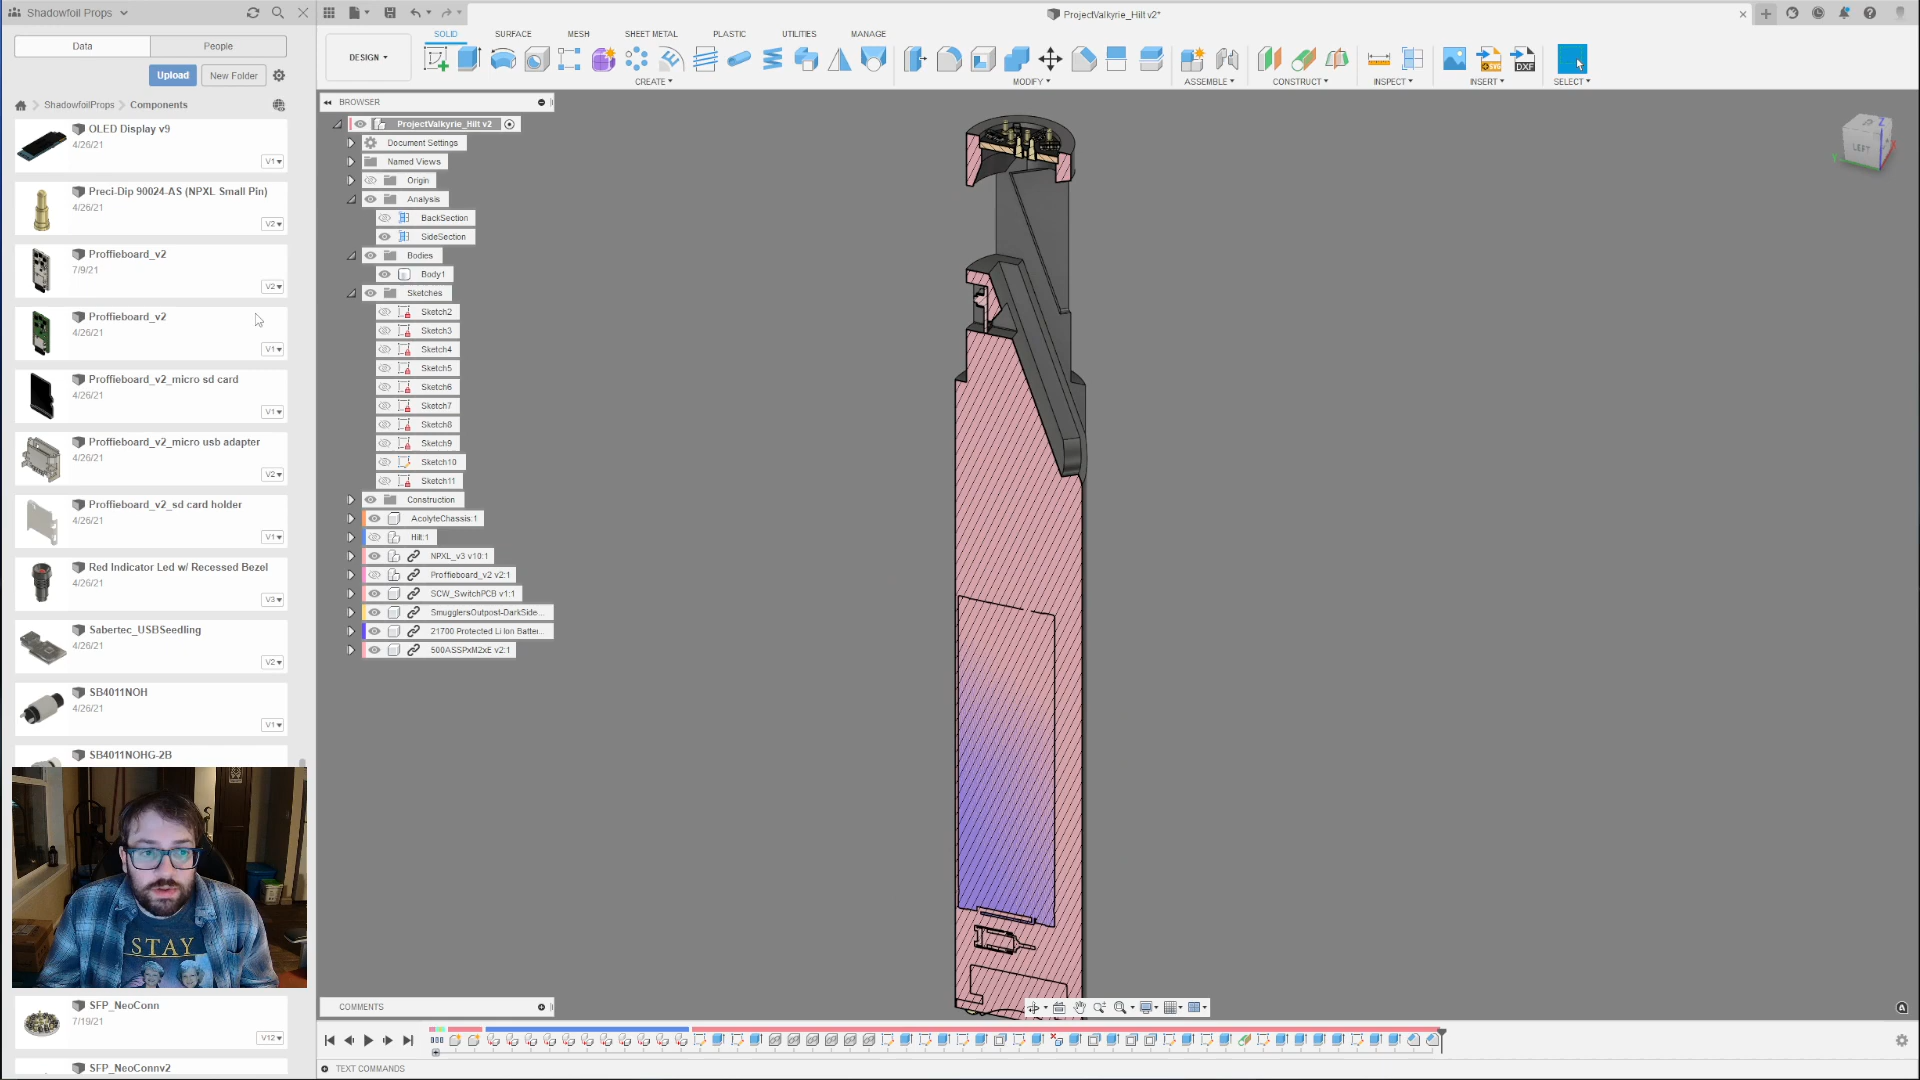 Shadowfoil Props
ProjectValkyrie_Hilt v2*
Data
People
Upload
New Folder
ShadowfoilProps
Components
OLED Display v9
4/26/21
V1
Preci-Dip 90024-AS (NPXL Small Pin)
4/26/21
V2
Proffieboard_v2
7/9/21
V2
Proffieboard_v2
4/26/21
V1
Proffieboard_v2_micro sd card
4/26/21
V1
Proffieboard_v2_micro usb adapter
4/26/21
V2
Proffieboard_v2_sd card holder
4/26/21
V1
Red Indicator Led w/ Recessed Bezel
4/26/21
V3
Sabertec_USBSeedling
4/26/21
V2
SB4011NOH
4/26/21
V1
SB4011NOHG-2B
STAY
SFP_NeoConn
7/19/21
V12
SFP_NeoConnv2
DESIGN
SOLID
SURFACE
MESH
SHEET METAL
PLASTIC
UTILITIES
MANAGE
CREATE
MODIFY
ASSEMBLE
CONSTRUCT
INSPECT
INSERT
SELECT
DXF
BROWSER
ProjectValkyrie_Hilt v2
Document Settings
Named Views
Origin
Analysis
BackSection
SideSection
Bodies
Body1
Sketches
Sketch2
Sketch3
Sketch4
Sketch5
Sketch6
Sketch7
Sketch8
Sketch9
Sketch10
Sketch11
Construction
AcolyteChassis:1
Hilt:1
NPXL_v3 v10:1
Proffieboard_v2 v2:1
SCW_SwitchPCB v1:1
SmugglersOutpost-DarkSide...
21700 Protected Li Ion Batter...
500ASSPxM2xE v2:1
LEFT
Z
COMMENTS
TEXT COMMANDS